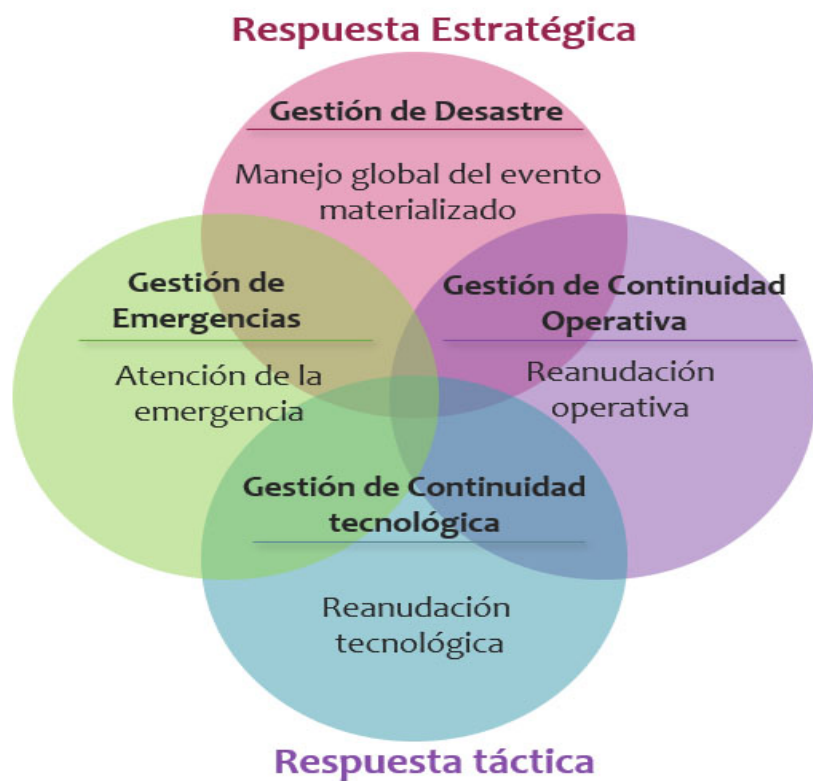 Respuesta Estratégica
Gestión de Desastre
Manejo global del evento
materializado
Gestión de
Emergencias
Atención de la
emergencia
Gestión de Continuidad
Operativa
Reanudación
operativa
Gestión de Continuidad
tecnológica
Reanudación
tecnológica
Respuesta táctica